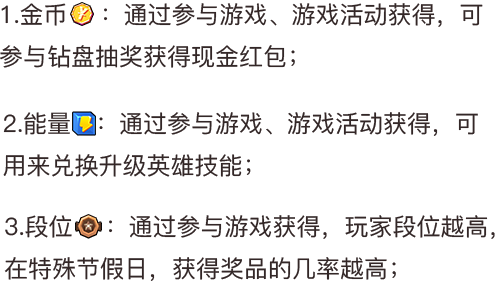 1.金币：通过参与游戏、游戏活动获得，可
参与钻盘抽奖获得现金红包；
2.能量：通过参与游戏、游戏活动获得，可
用来兑换升级英雄技能；
3.段位：通过参与游戏获得，玩家段位越高，
在特殊节假日，获得奖品的几率越高；